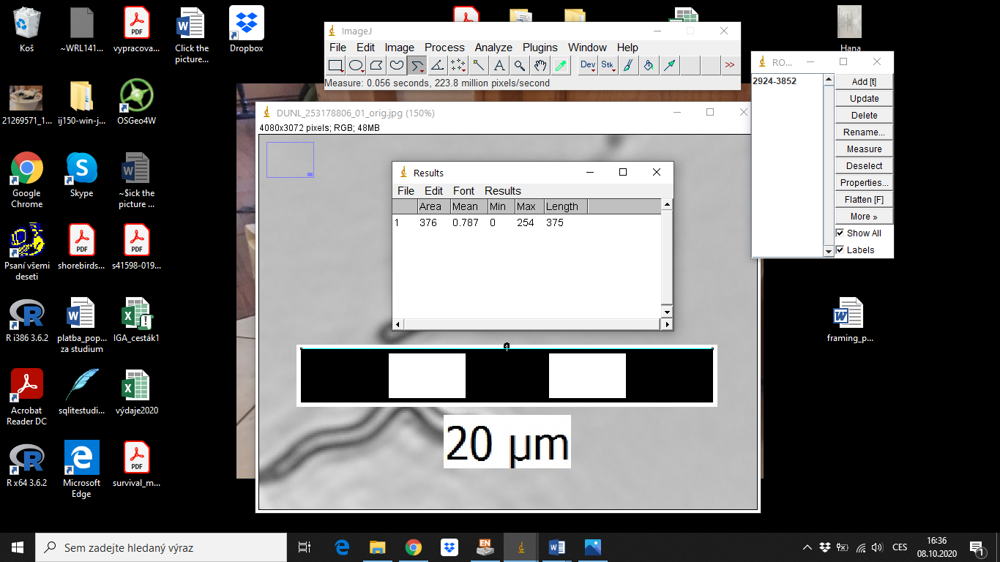 Koš
~WRL141...
vypracova...
Click the
picture...
Dropbox
21269571_1...
ij150-win-j...
OSGeo4W
Google
Chrome
Skype
~$ick the
picture ...
Psaní všemi
deseti
shorebirds...
s41598-019...
R i386 3.6.2
platba_pop...
za studium
IGA_cesták1
Acrobat
Reader DC
sqlitestudi...
výdaje2020
R x64 3.6.2
Microsoft
Edge
survival_m...
ImageJ
File Edit Image Process Analyze Plugins Window Help
A Dev Stk >>
Measure: 0.056 seconds, 223.8 million pixels/second
DUNL_253178806_01_orig.jpg (150%)
4080x3072 pixels; RGB; 48MB
Results
File Edit Font Results
Area Mean Min Max Length
1 376 0.787 0 254 375
1
20 µm
Hana
RO...
2924-3852
Add [t]
Update
Delete
Rename...
Measure
Deselect
Properties...
Flatten [F]
More »
Show All
Labels
framing_p...
Sem zadejte hledaný výraz
EN
CES
16:36
08.10.2020
1